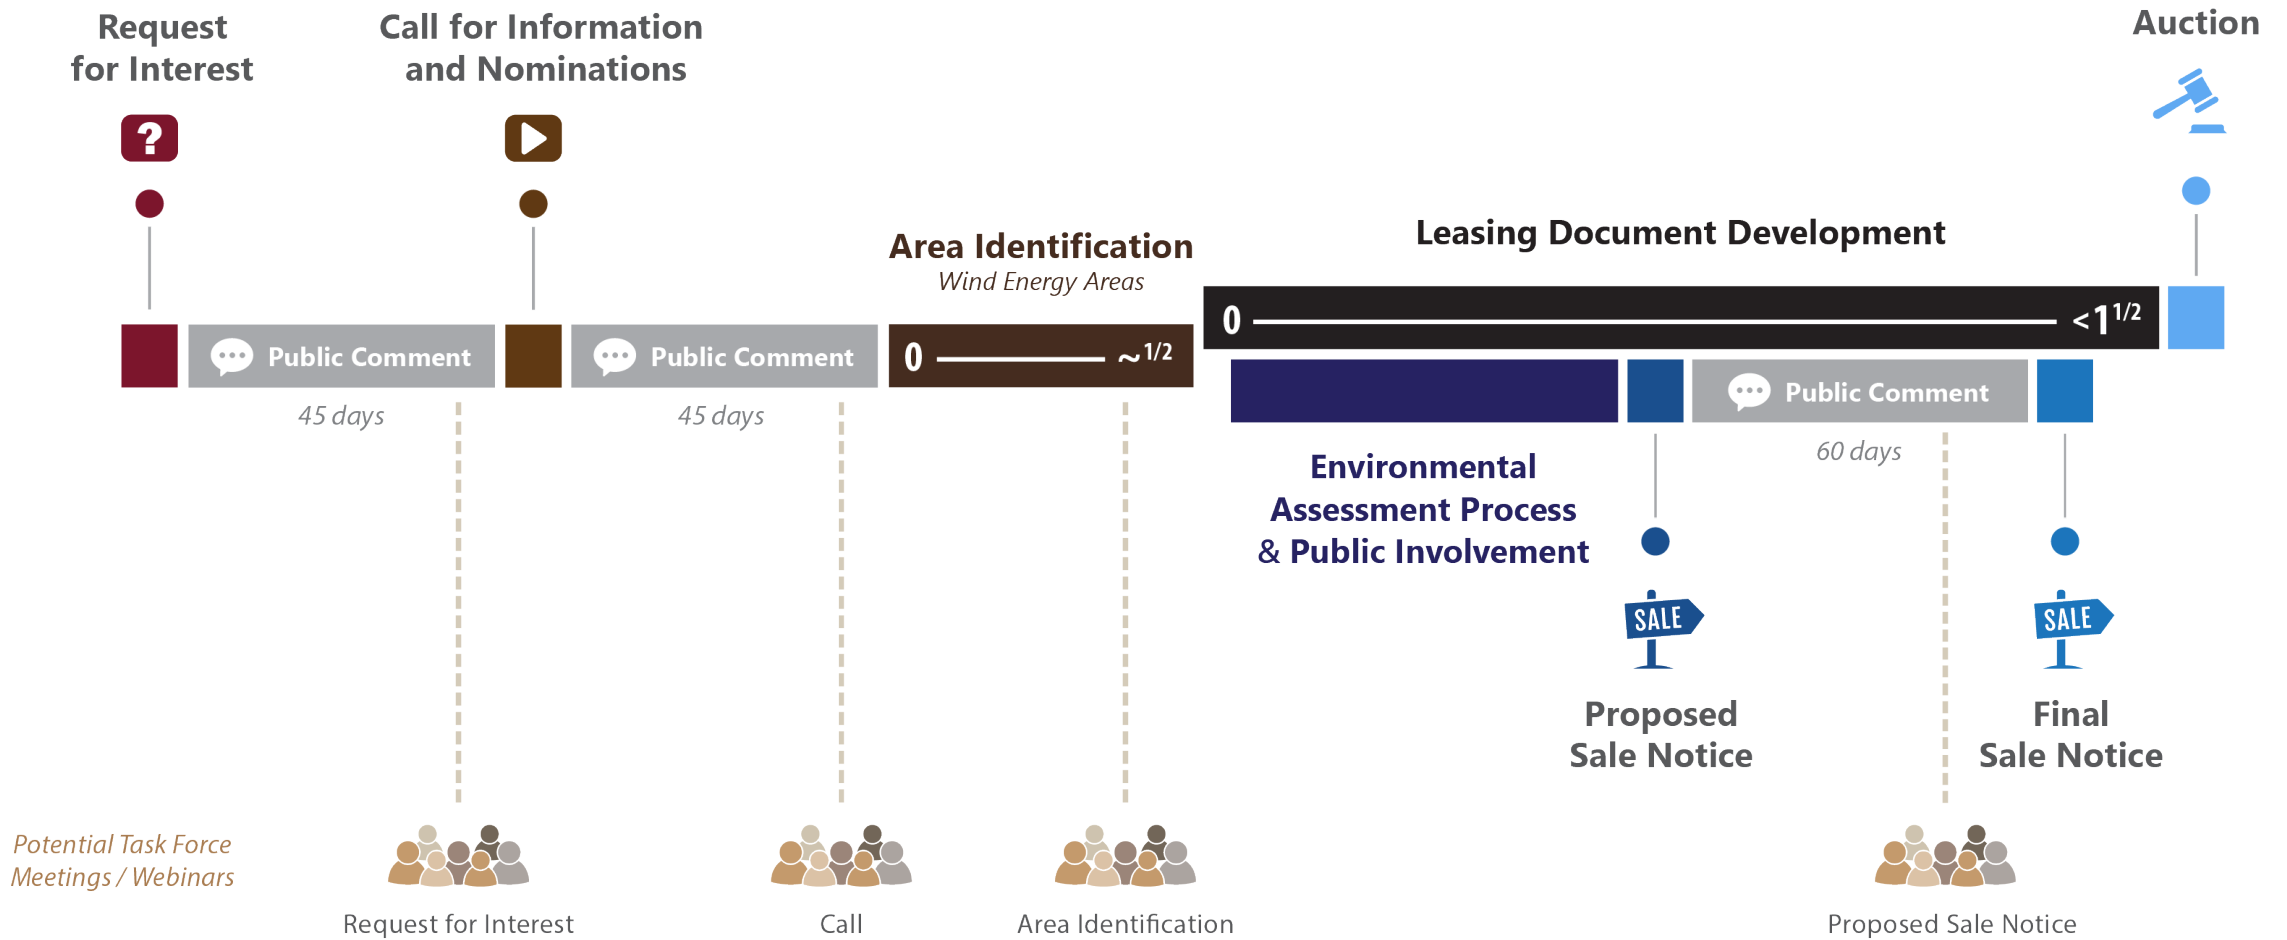 Request
for Interest
Call for Information
and Nominations
Auction
?
Area Identification
Wind Energy Areas
Leasing Document Development
Public Comment
45 days
Public Comment
45 days
0 ~1/2
0 <1 1/2
Public Comment
60 days
Environmental
Assessment Process
& Public Involvement
SALE
Proposed
Sale Notice
SALE
Final
Sale Notice
Potential Task Force
Meetings / Webinars
Request for Interest
Call
Area Identification
Proposed Sale Notice